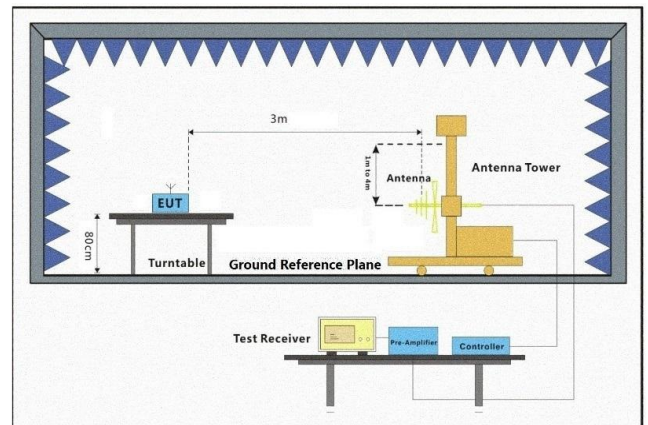 3m
1m to 4m
Antenna
Antenna Tower
EUT
80cm
Turntable
Ground Reference Plane
Test Receiver
Pre-Amplifier
Controller